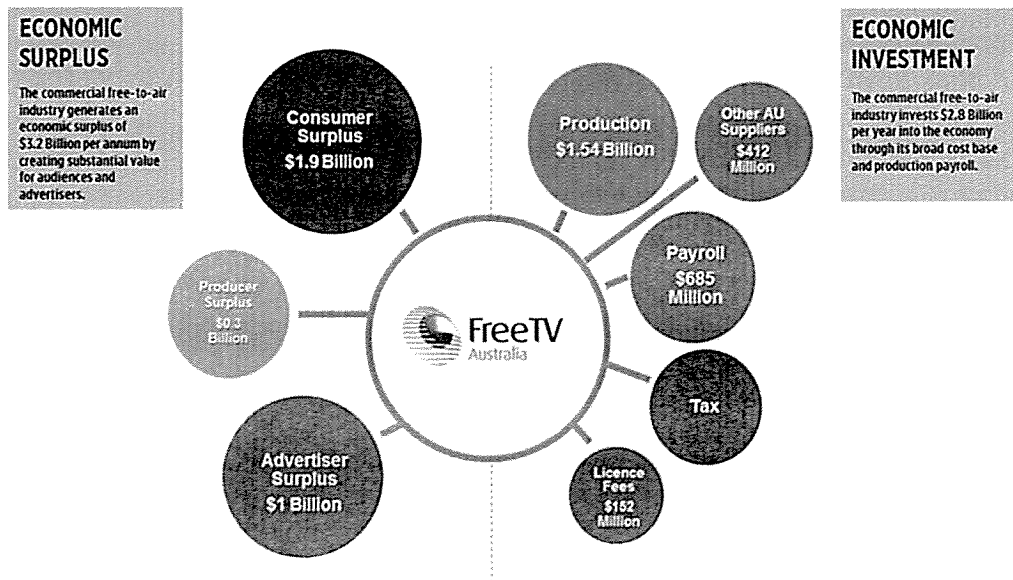 ECONOMIC
SURPLUS
The commercial free-to-air
industry generates an
economic surplus of
$3.2 Billion per annum by
creating substantial value
for audiences and
advertisers.
Consumer
Surplus
$1.9 Billion
Producer
Surplus
$0.3
Billion
Advertiser
Surplus
$1 Billion
FreeTV
Australia
Production
$1.54 Billion
Other AU
Suppliers
$412
Million
Payroll
$685
Million
Tax
Licence
Fees
$152
Million
ECONOMIC
INVESTMENT
The commercial free-to-air
industry invests $2.8 Billion
per year into the economy
through its broad cost base
and production payroll.